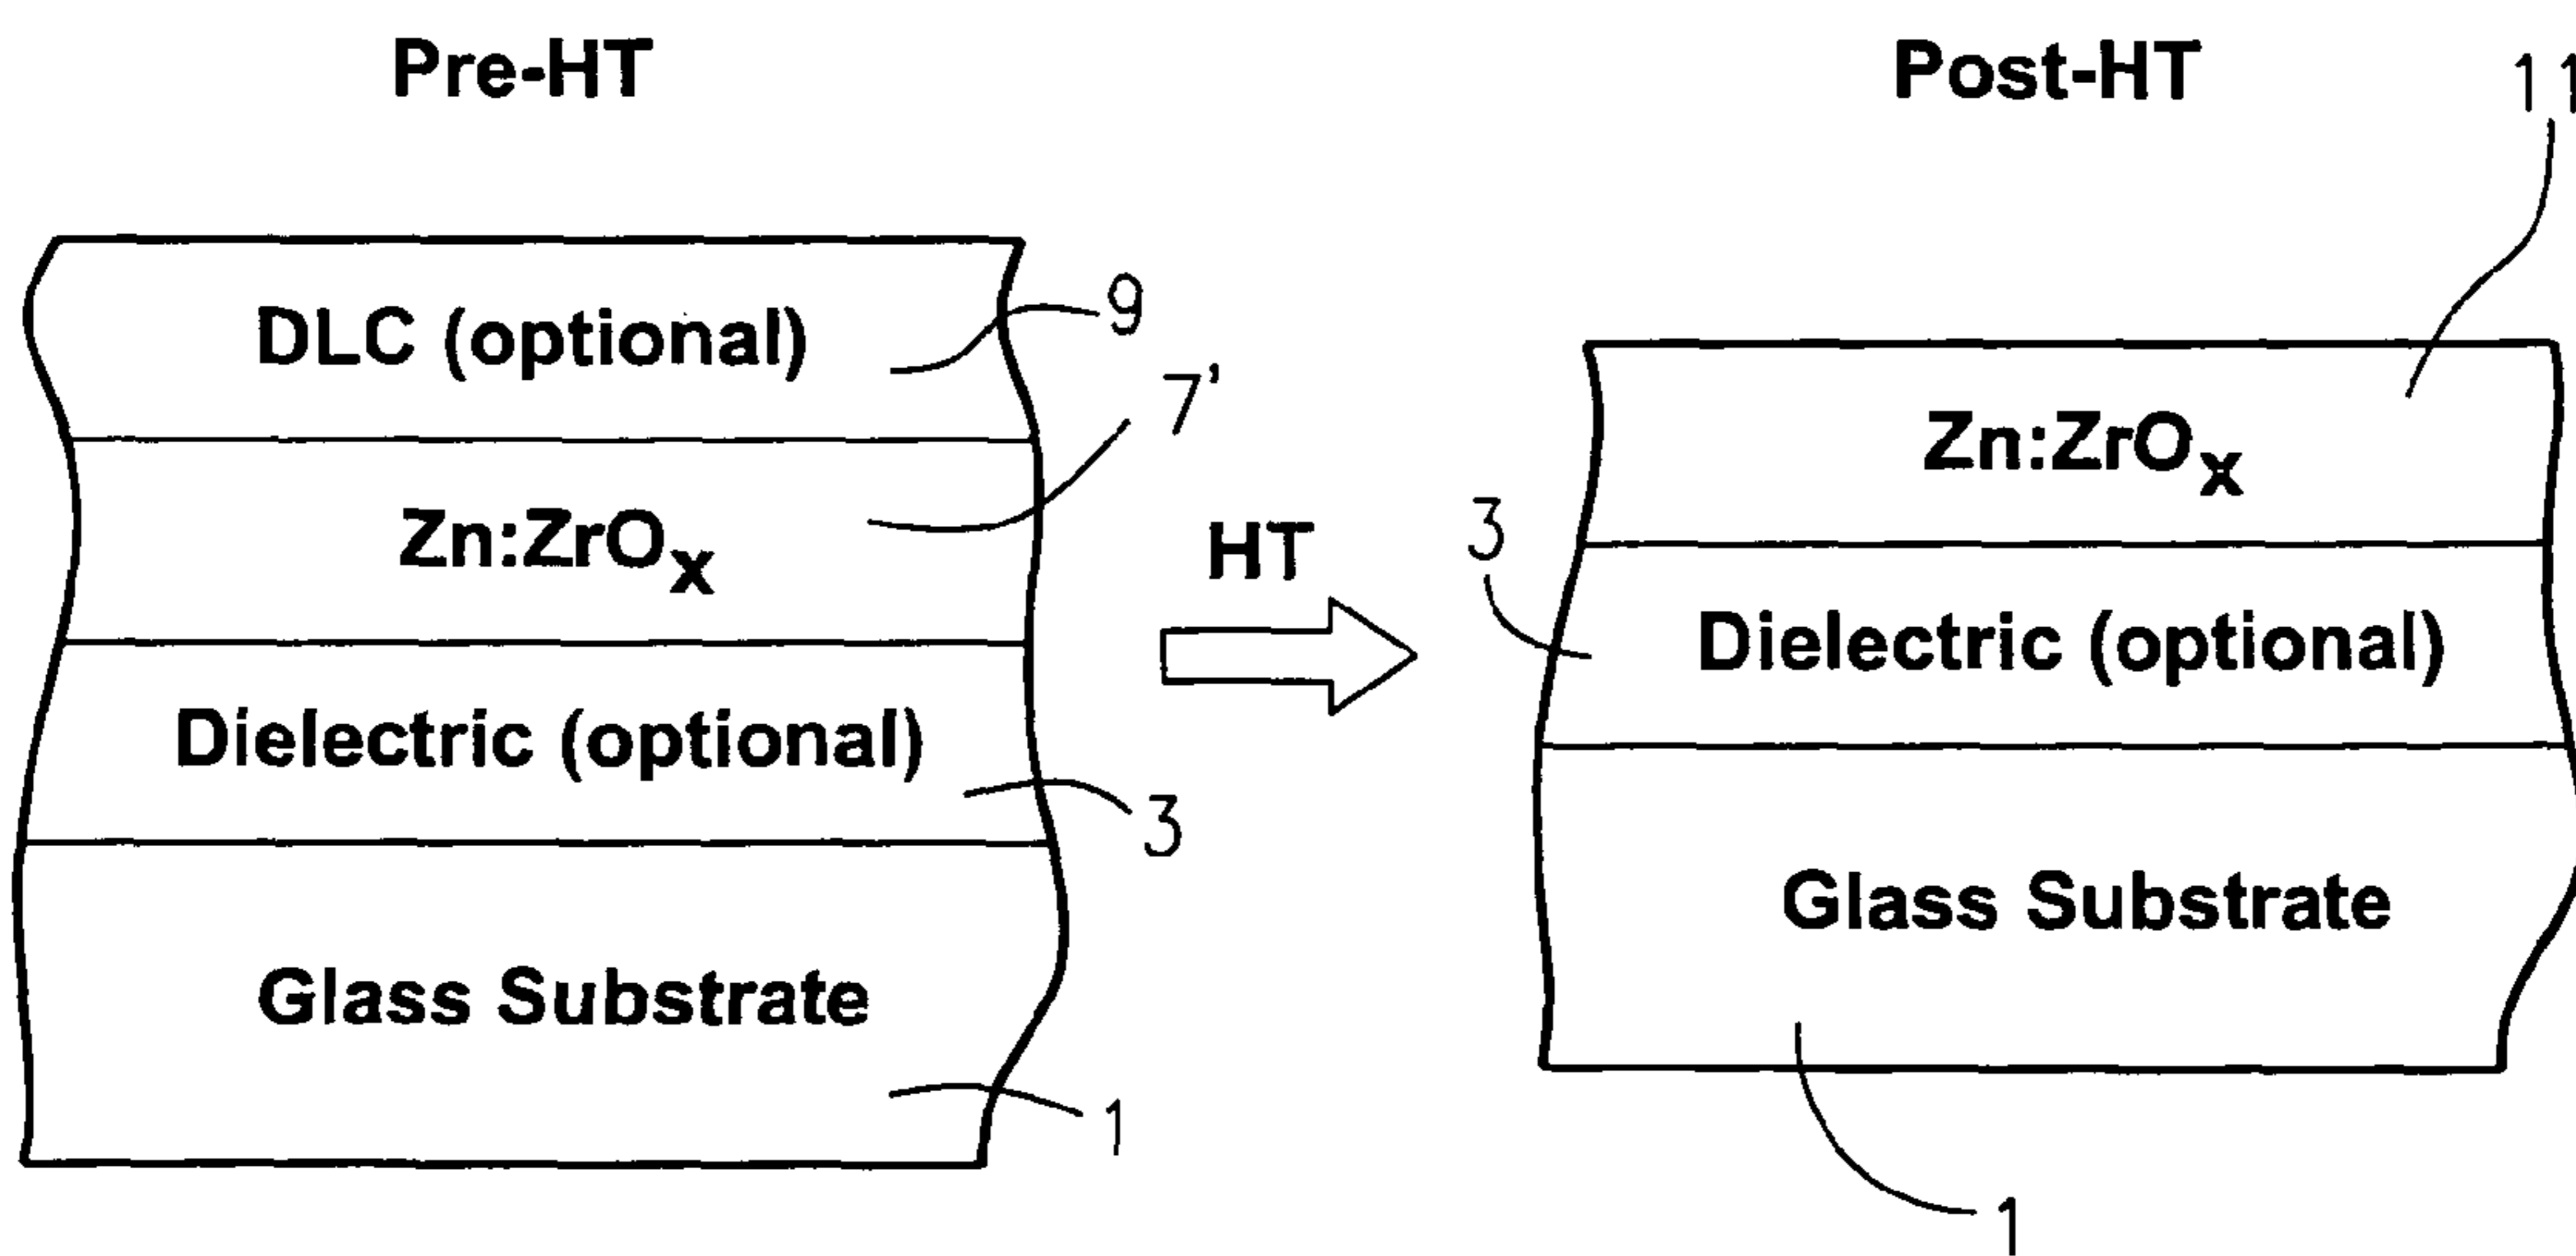 Pre-HT
DLC (optional)
9
7'
Zn:ZrOx
Dielectric (optional)
3
Glass Substrate
1
HT
Post-HT
11
Zn:ZrOx
3
Dielectric (optional)
Glass Substrate
1